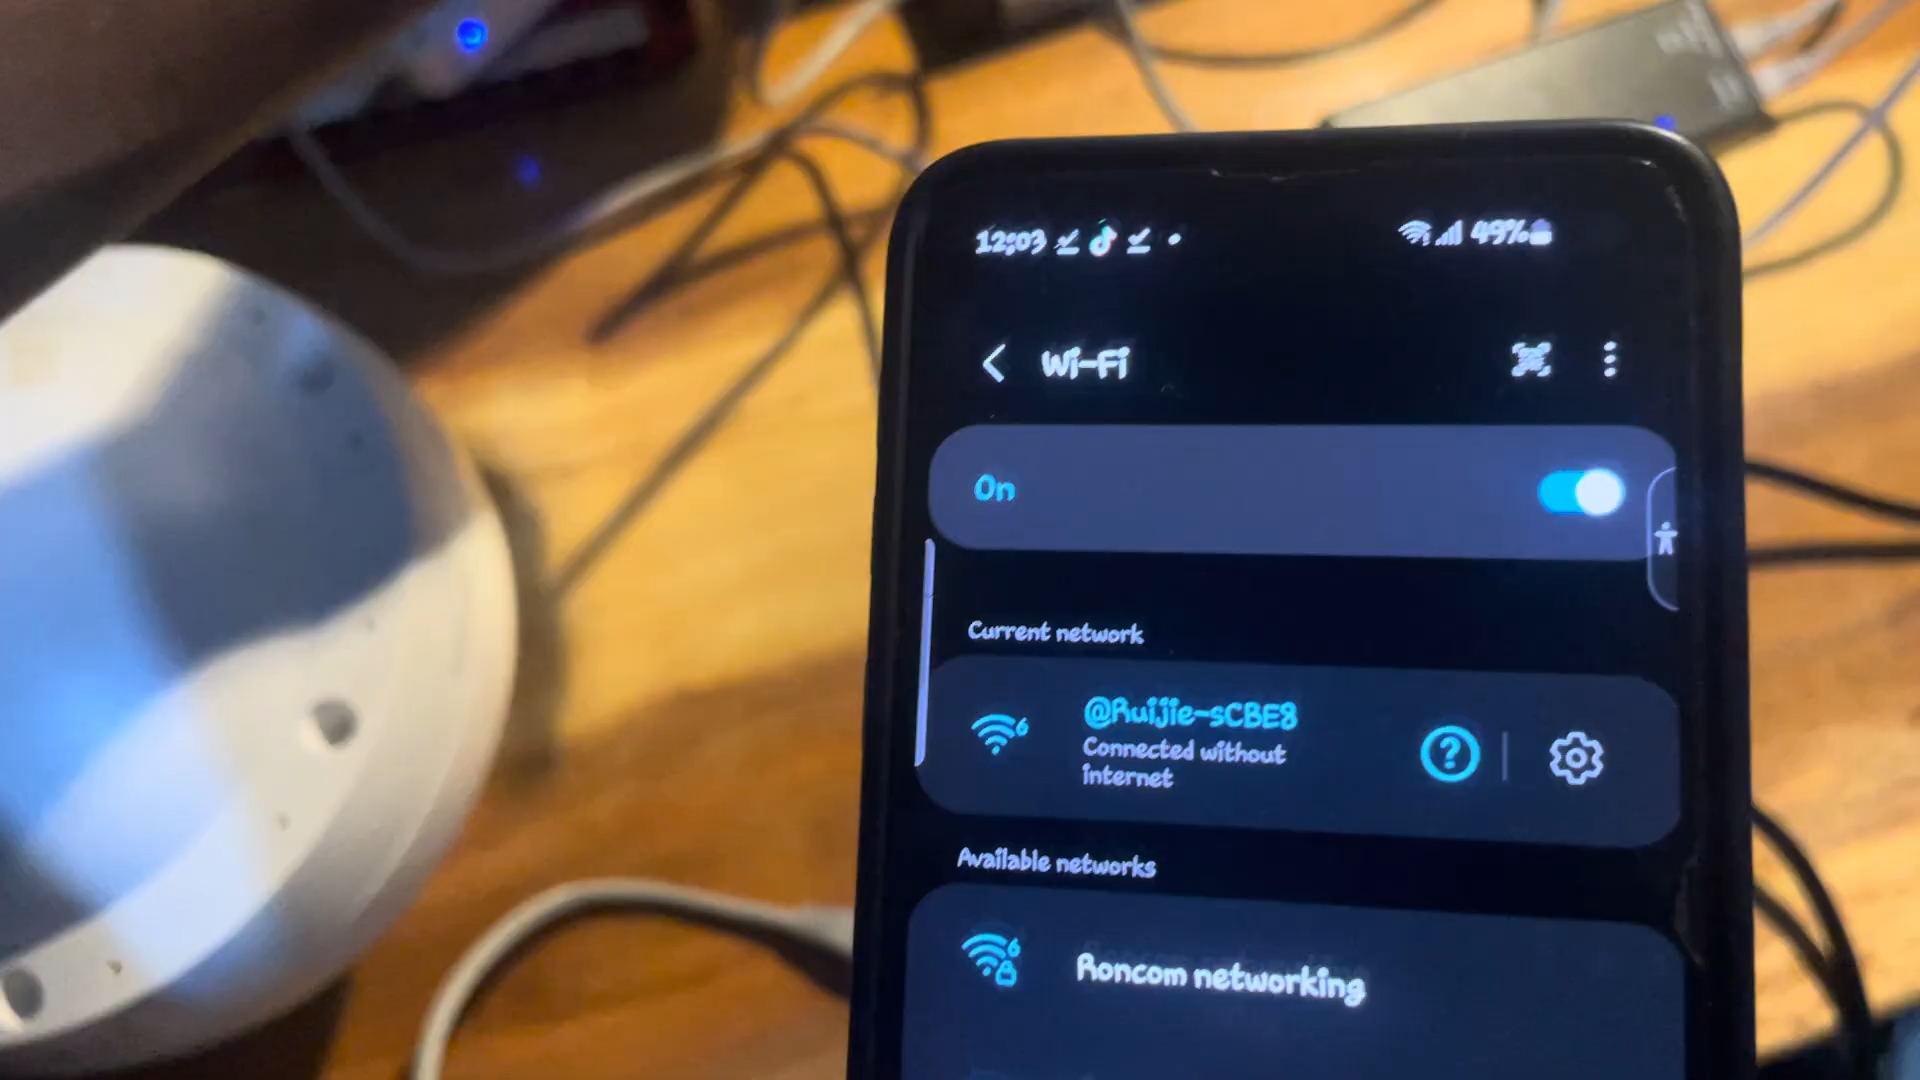 12:03
49%
Wi-Fi
On
Current network
@Ruijie-sCBE8
Connected without
internet
Available networks
Roncom networking